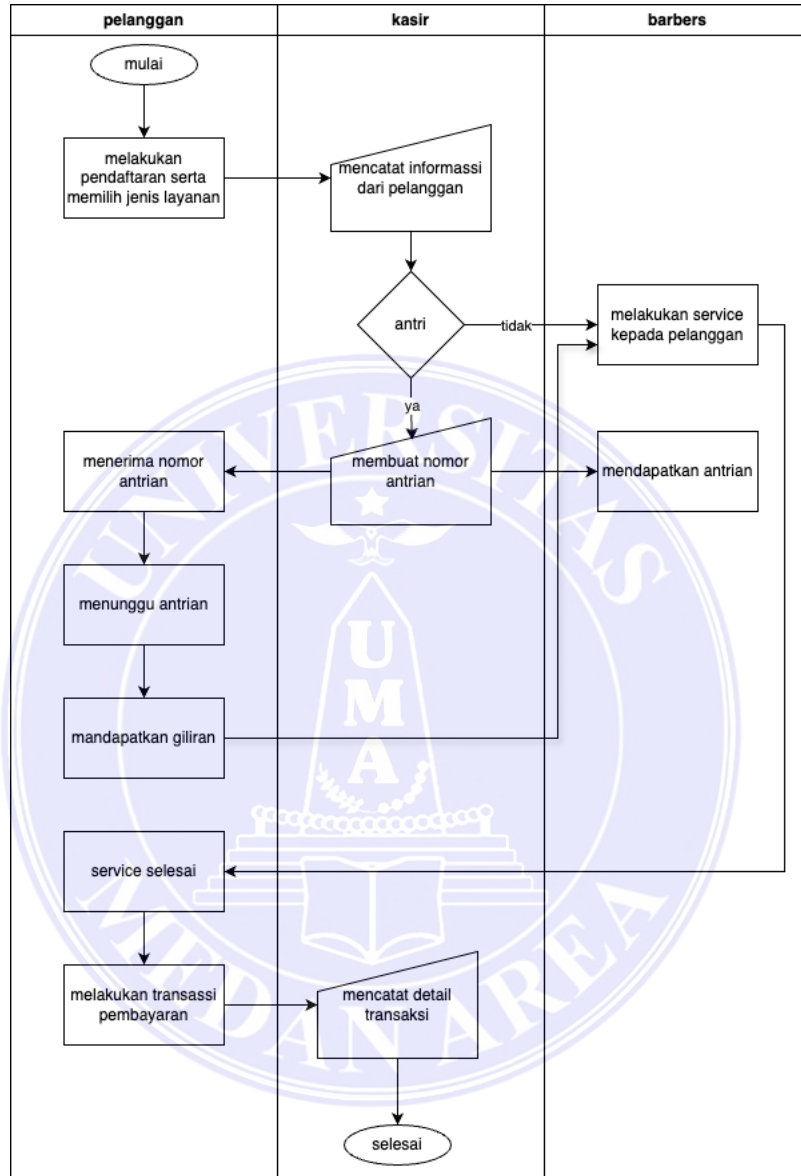 pelanggan
kasir
barbers
mulai
melakukan
pendaftaran serta
memilih jenis layanan
mencatat informassi
dari pelanggan
antri
tidak
melakukan service
kepada pelanggan
ya
menerima nomor
antrian
membuat nomor
antrian
mendapatkan antrian
menunggu antrian
mandapatkan giliran
service selesai
melakukan transassi
pembayaran
mencatat detail
transaksi
selesai
UNIVERSITAS
MEDAN AREA
U
M
A